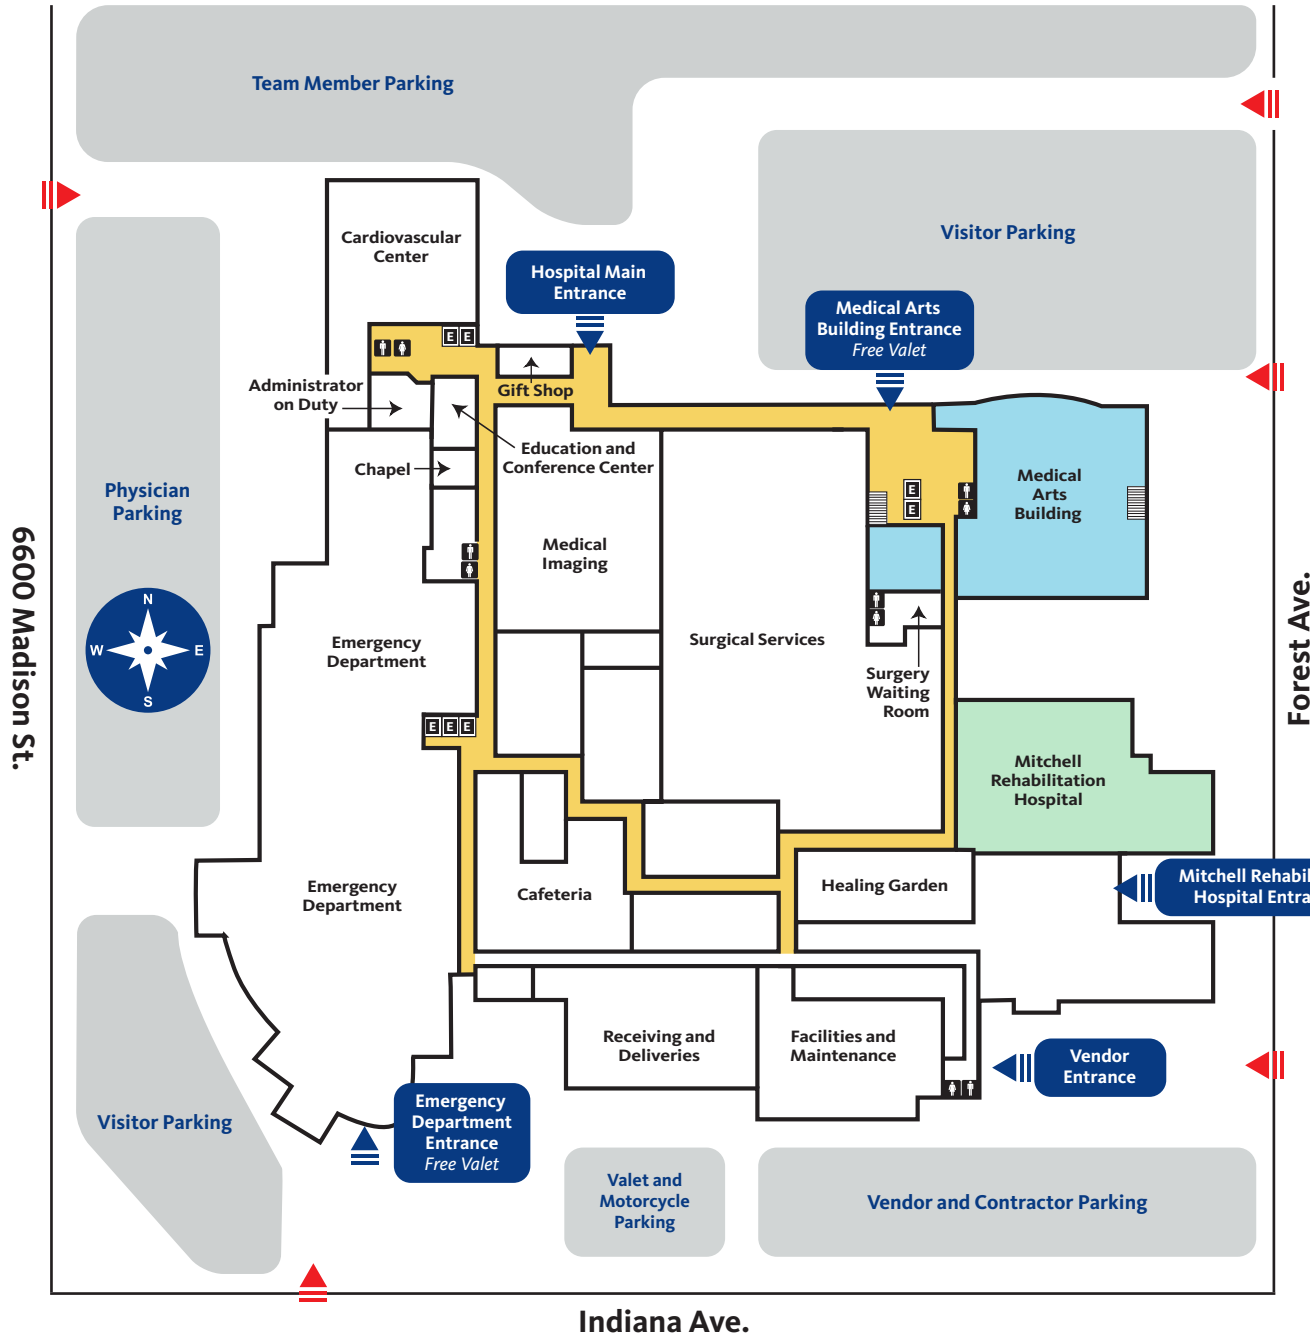 Team Member Parking
Visitor Parking
Cardiovascular
Center
Hospital Main
Entrance
Medical Arts
Building Entrance
Free Valet
E E
Gift Shop
Administrator
on Duty
Education and
Conference Center
Chapel
Physician
Parking
Medical
Arts
Building
E
E
Medical
Imaging
6600 Madison St.
Forest Ave.
N
W E
S
Emergency
Department
Surgical Services
Surgery
Waiting
Room
E E E
Mitchell
Rehabilitation
Hospital
Emergency
Department
Cafeteria
Healing Garden
Mitchell
Hospital
Receiving and
Deliveries
Facilities and
Maintenance
Vendor
Entrance
Visitor Parking
Emergency
Department
Entrance
Free Valet
Valet and
Motorcycle
Parking
Vendor and Contractor Parking
Indiana Ave.